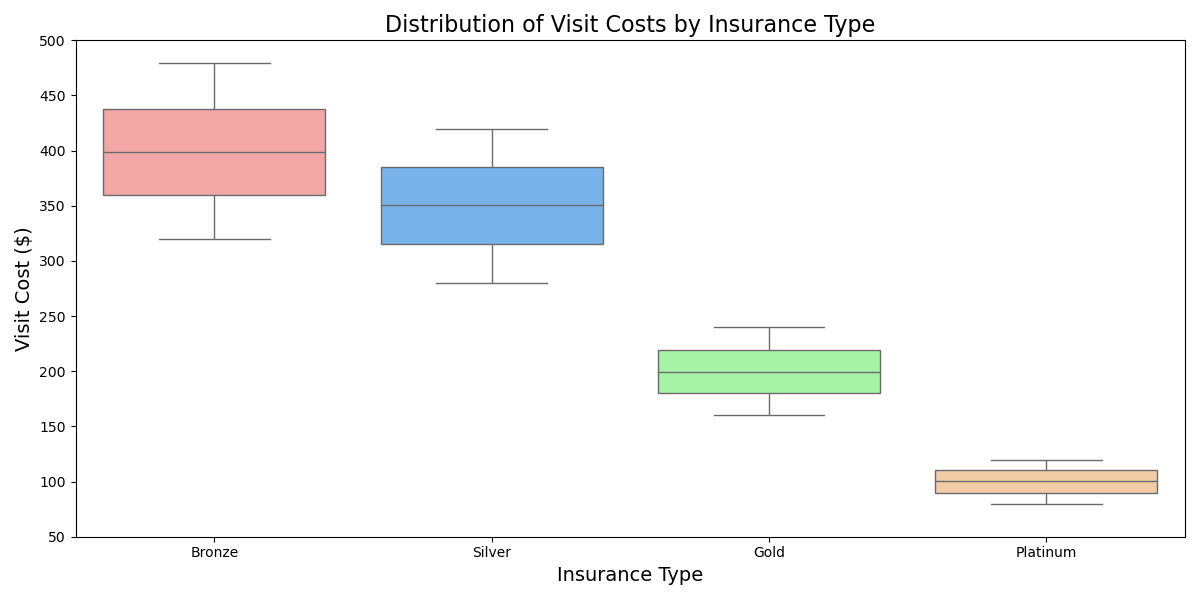 Distribution of Visit Costs by Insurance Type
Visit Cost ($)
500
450
400
350
300
250
200
150
100
50
Bronze Silver Gold Platinum
Insurance Type